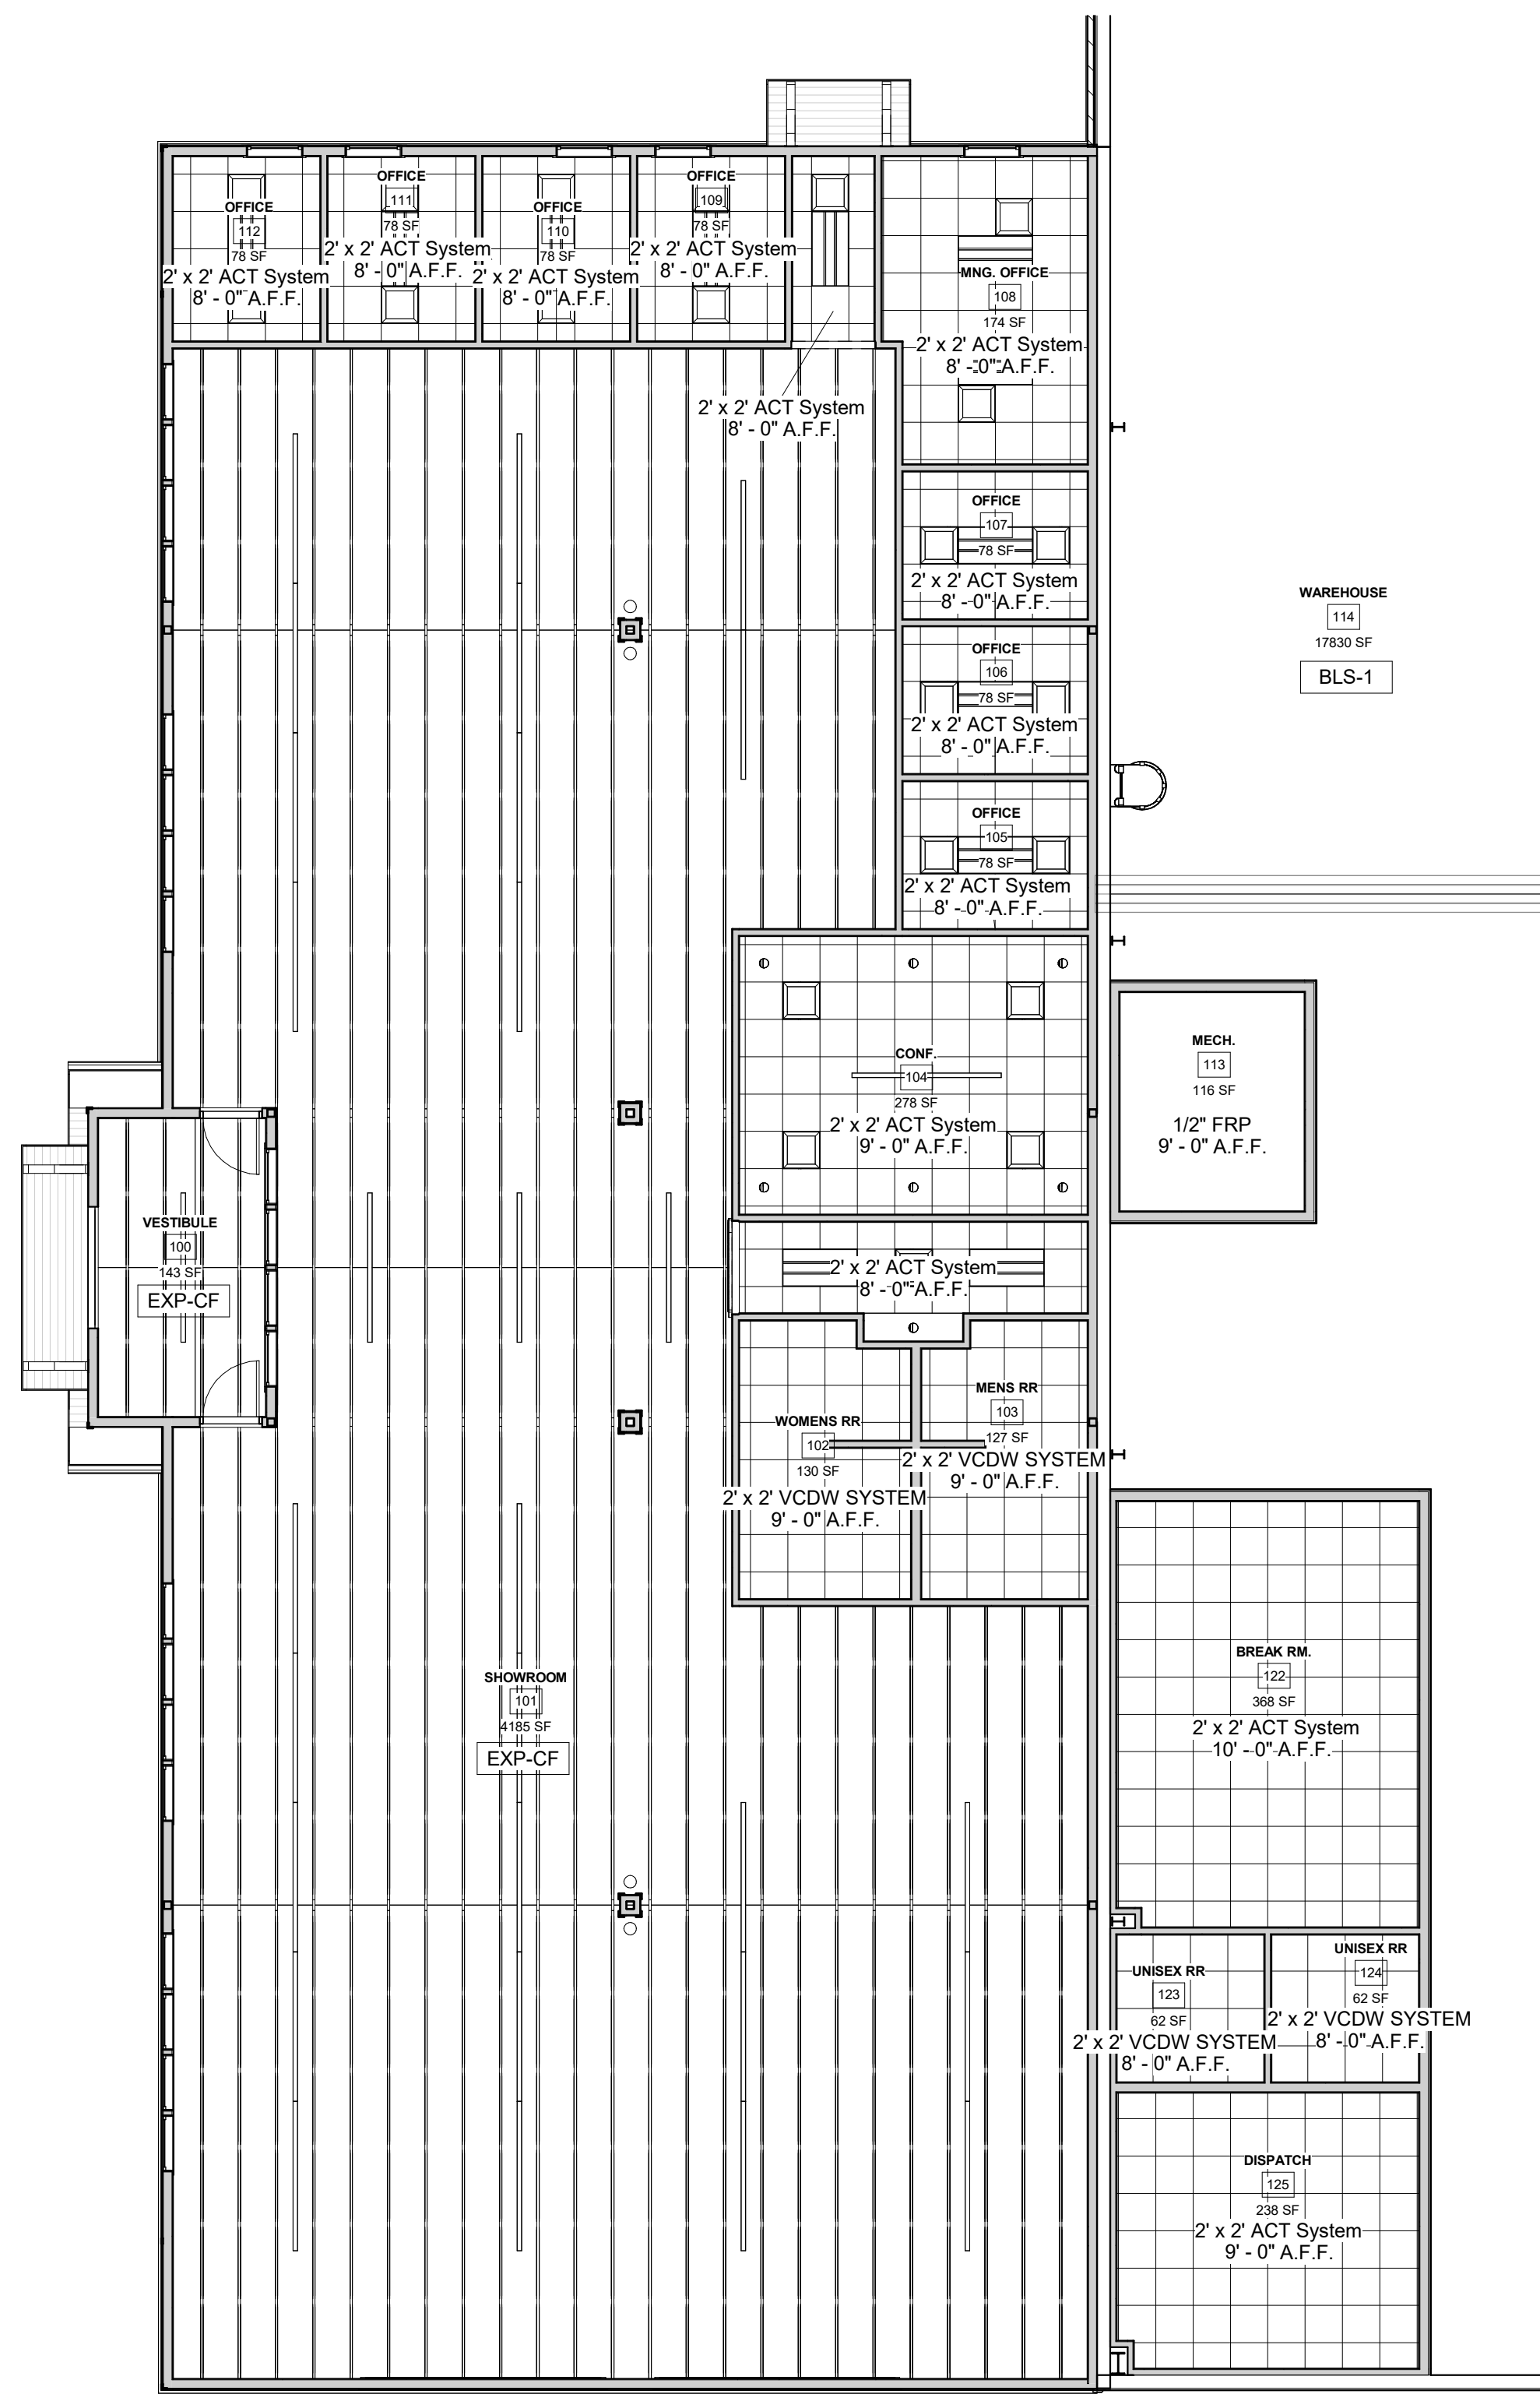 OFFICE
112
78 SF
2' x 2' ACT System
8' - 0" A.F.F.
OFFICE
111
78 SF
2' x 2' ACT System
8' - 0" A.F.F.
OFFICE
110
78 SF
2' x 2' ACT System
8' - 0" A.F.F.
OFFICE
109
78 SF
2' x 2' ACT System
8' - 0" A.F.F.
2' x 2' ACT System
8' - 0" A.F.F.
MNG. OFFICE
108
174 SF
2' x 2' ACT System
8' - 0" A.F.F.
OFFICE
107
78 SF
2' x 2' ACT System
8' - 0" A.F.F.
OFFICE
106
78 SF
2' x 2' ACT System
8' - 0" A.F.F.
OFFICE
105
78 SF
2' x 2' ACT System
8' - 0" A.F.F.
WAREHOUSE
114
17830 SF
BLS-1
CONF.
104
278 SF
2' x 2' ACT System
9' - 0" A.F.F.
MECH.
113
116 SF
1/2" FRP
9' - 0" A.F.F.
VESTIBULE
100
143 SF
EXP-CF
2' x 2' ACT System
8' - 0" A.F.F.
WOMENS RR
102
130 SF
2' x 2' VCDW SYSTEM
9' - 0" A.F.F.
MENS RR
103
127 SF
2' x 2' VCDW SYSTEM
9' - 0" A.F.F.
SHOWROOM
101
4185 SF
EXP-CF
BREAK RM.
122
368 SF
2' x 2' ACT System
10' - 0" A.F.F.
UNISEX RR
123
62 SF
2' x 2' VCDW SYSTEM
8' - 0" A.F.F.
UNISEX RR
124
62 SF
2' x 2' VCDW SYSTEM
8' - 0" A.F.F.
DISPATCH
125
238 SF
2' x 2' ACT System
9' - 0" A.F.F.